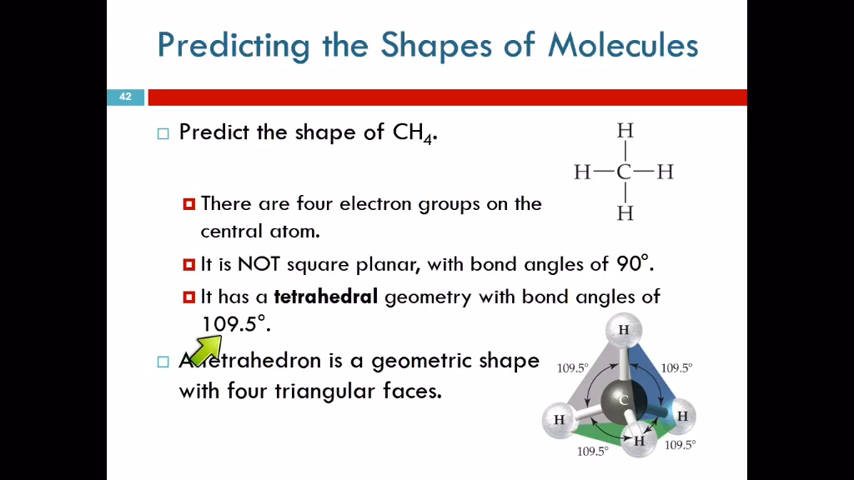 Predicting the Shapes of Molecules
42
Predict the shape of CH₄.
H
H—C—H
H
There are four electron groups on the
central atom.
It is NOT square planar, with bond angles of 90°.
It has a tetrahedral geometry with bond angles of
109.5°.
A Tetrahedron is a geometric shape
with four triangular faces.
H
109.5° 109.5°
C
H H
H
109.5° 109.5°